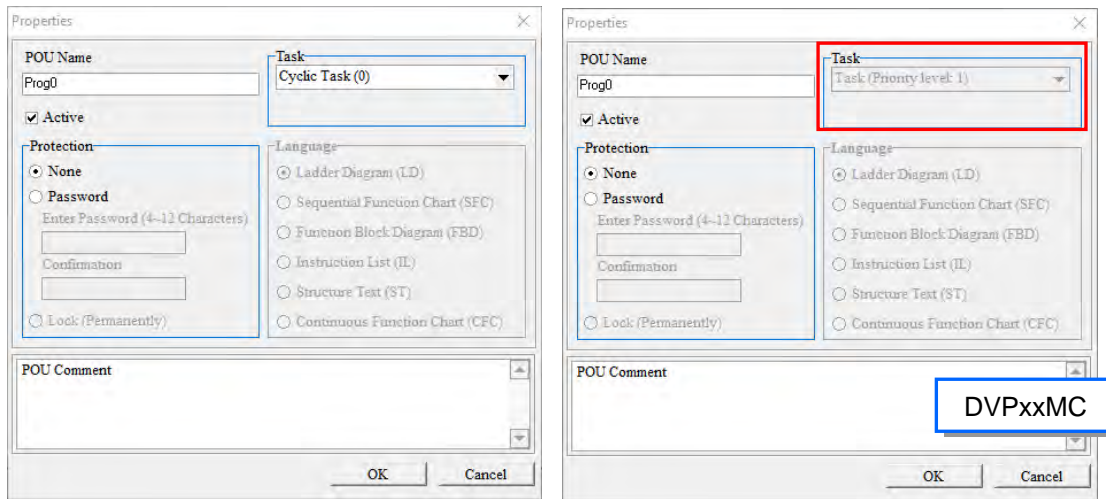 Properties
POU Name
Prog0
Active
Task
Cyclic Task (0)
Protection
None
Password
Enter Password (4~12 Characters)
Confirmation
Lock (Permanently)
Language
Ladder Diagram (LD)
Sequential Function Chart (SFC)
Function Block Diagram (FBD)
Instruction List (IL)
Structure Text (ST)
Continuous Function Chart (CFC)
POU Comment
OK Cancel
Properties
POU Name
Prog0
Active
Task
Task (Priority level: 1)
Protection
None
Password
Enter Password (4~12 Characters)
Confirmation
Lock (Permanently)
Language
Ladder Diagram (LD)
Sequential Function Chart (SFC)
Function Block Diagram (FBD)
Instruction List (IL)
Structure Text (ST)
Continuous Function Chart (CFC)
POU Comment
DVPxxMC
OK Cancel